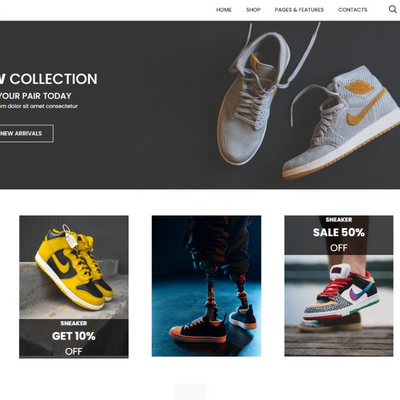 HOME SHOP PAGES & FEATURES CONTACTS
COLLECTION
YOUR PAIR TODAY
dolor sit amet consectetur
NEW ARRIVALS
SNEAKER
GET 10%
OFF
SNEAKER
SALE 50%
OFF